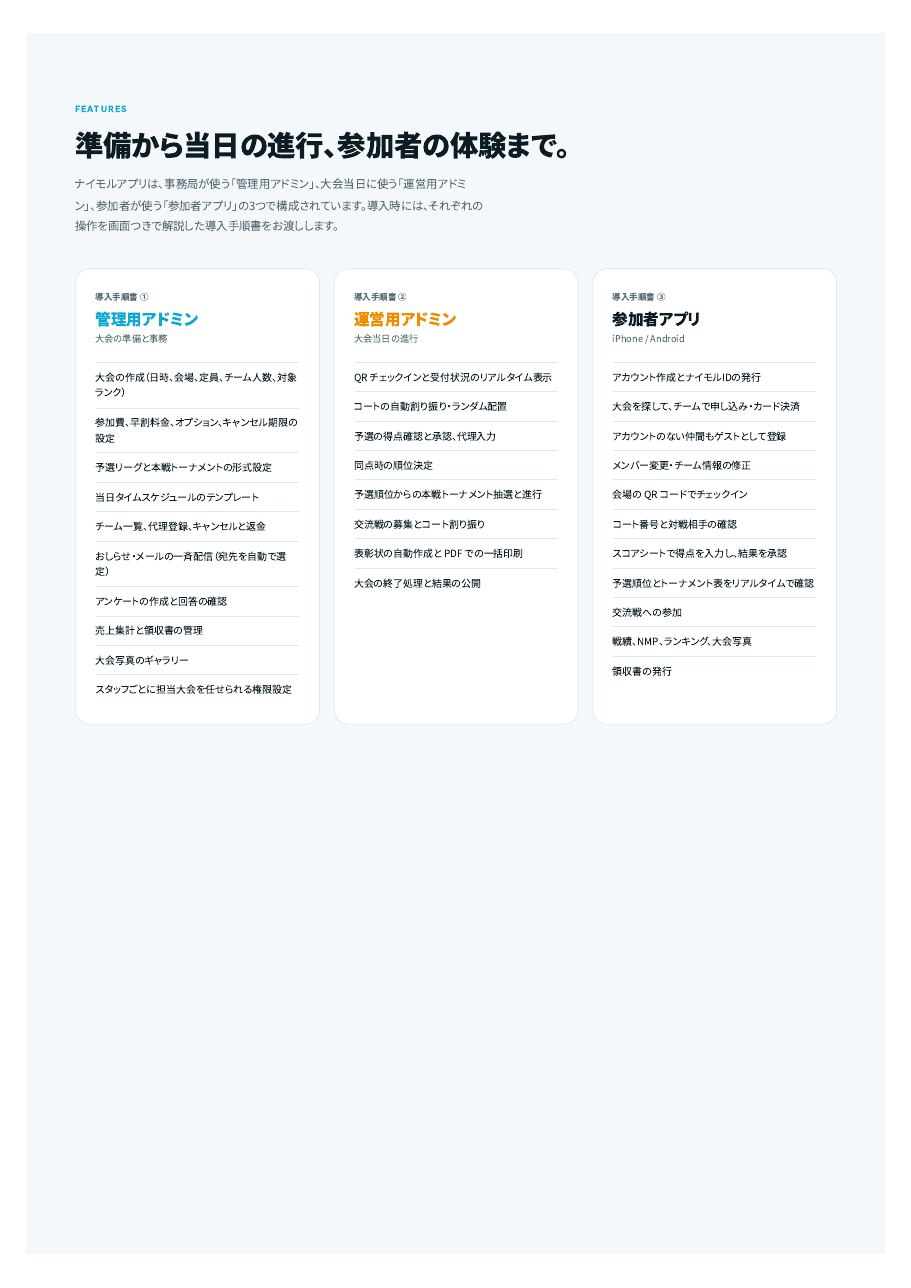 FEATURES
準備から当日の進行、参加者の体験まで。
ナイモルアプリは、事務局が使う「管理用アドミン」、大会当日に使う「運営用アドミ
ン」、参加者が使う「参加者アプリ」の3つで構成されています。導入時には、それぞれの
操作を画面つきで解説した導入手順書をお渡しします。
導入手順書 ①
管理用アドミン
大会の準備と事務
大会の作成（日時、会場、定員、チーム人数、対象
ランク）
参加費、早割料金、オプション、キャンセル期限の
設定
予選リーグと本戦トーナメントの形式設定
当日タイムスケジュールのテンプレート
チーム一覧、代理登録、キャンセルと返金
おしらせ・メールの一斉配信（宛先を自動で選
定）
アンケートの作成と回答の確認
売上集計と領収書の管理
大会写真のギャラリー
スタッフごとに担当大会を任せられる権限設定
導入手順書 ②
運営用アドミン
大会当日の進行
QR チェックインと受付状況のリアルタイム表示
コートの自動割り振り・ランダム配置
予選の得点確認と承認、代理入力
同点時の順位決定
予選順位からの本戦トーナメント抽選と進行
交流戦の募集とコート割り振り
表彰状の自動作成と PDF での一括印刷
大会の終了処理と結果の公開
導入手順書 ③
参加者アプリ
iPhone / Android
アカウント作成とナイモルIDの発行
大会を探して、チームで申し込み・カード決済
アカウントのない仲間もゲストとして登録
メンバー変更・チーム情報の修正
会場の QR コードでチェックイン
コート番号と対戦相手の確認
スコアシートで得点を入力し、結果を承認
予選順位とトーナメント表をリアルタイムで確認
交流戦への参加
戦績、NMP、ランキング、大会写真
領収書の発行